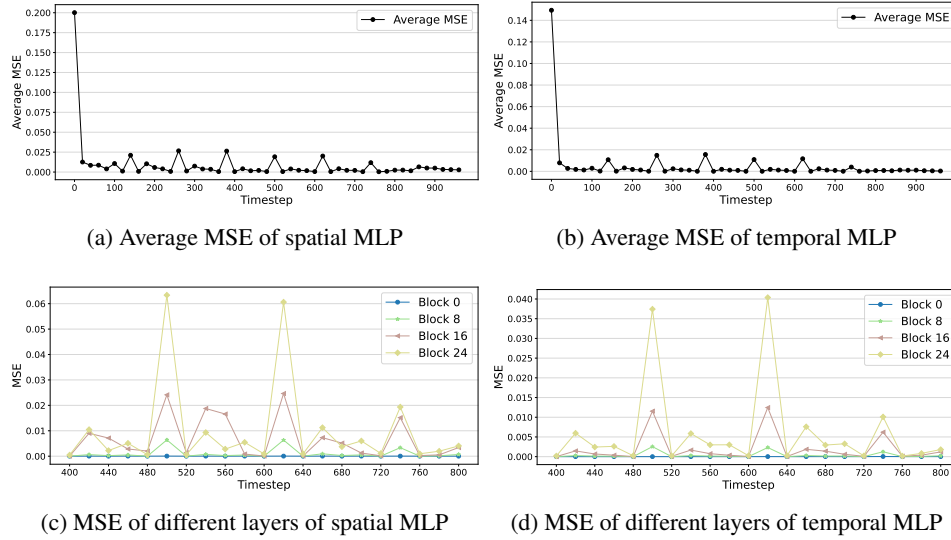 0.200
0.175
0.150
0.125
0.100
0.075
0.050
0.025
0.000
Average MSE
Average MSE
0 100 200 300 400 500 600 700 800 900
Timestep
(a) Average MSE of spatial MLP
0.14
0.12
0.10
0.08
0.06
0.04
0.02
0.00
Average MSE
Average MSE
0 100 200 300 400 500 600 700 800 900
Timestep
(b) Average MSE of temporal MLP
0.06
0.05
0.04
0.03
0.02
0.01
0.00
MSE
Block 0
Block 8
Block 16
Block 24
400 440 480 520 560 600 640 680 720 760 800
Timestep
(c) MSE of different layers of spatial MLP
0.040
0.035
0.030
0.025
0.020
0.015
0.010
0.005
0.000
MSE
Block 0
Block 8
Block 16
Block 24
400 440 480 520 560 600 640 680 720 760 800
Timestep
(d) MSE of different layers of temporal MLP